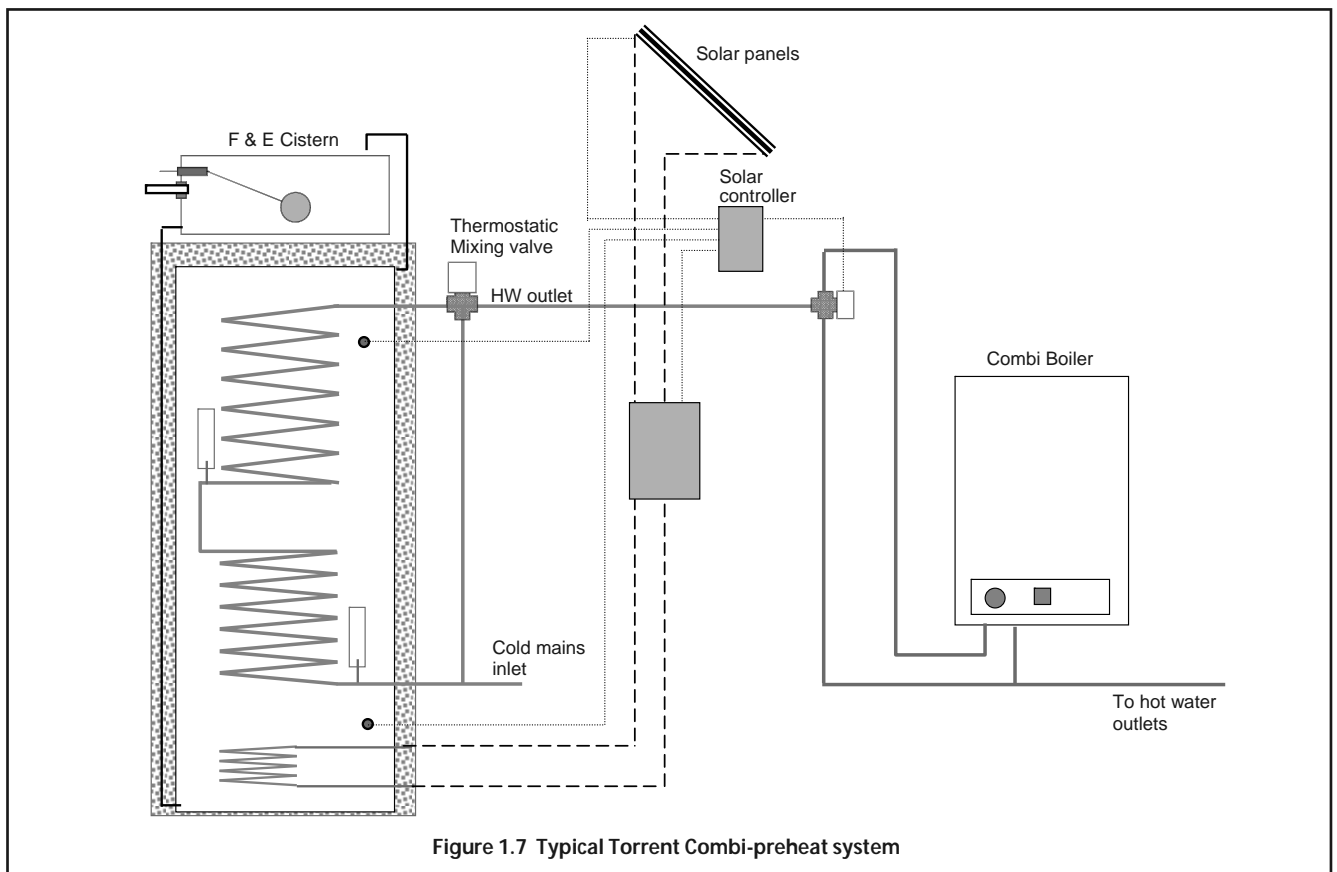 Solar panels
F & E Cistern
Solar
controller
Thermostatic
Mixing valve
HW outlet
Combi Boiler
Cold mains
inlet
To hot water
outlets
Figure 1.7 Typical Torrent Combi-preheat system